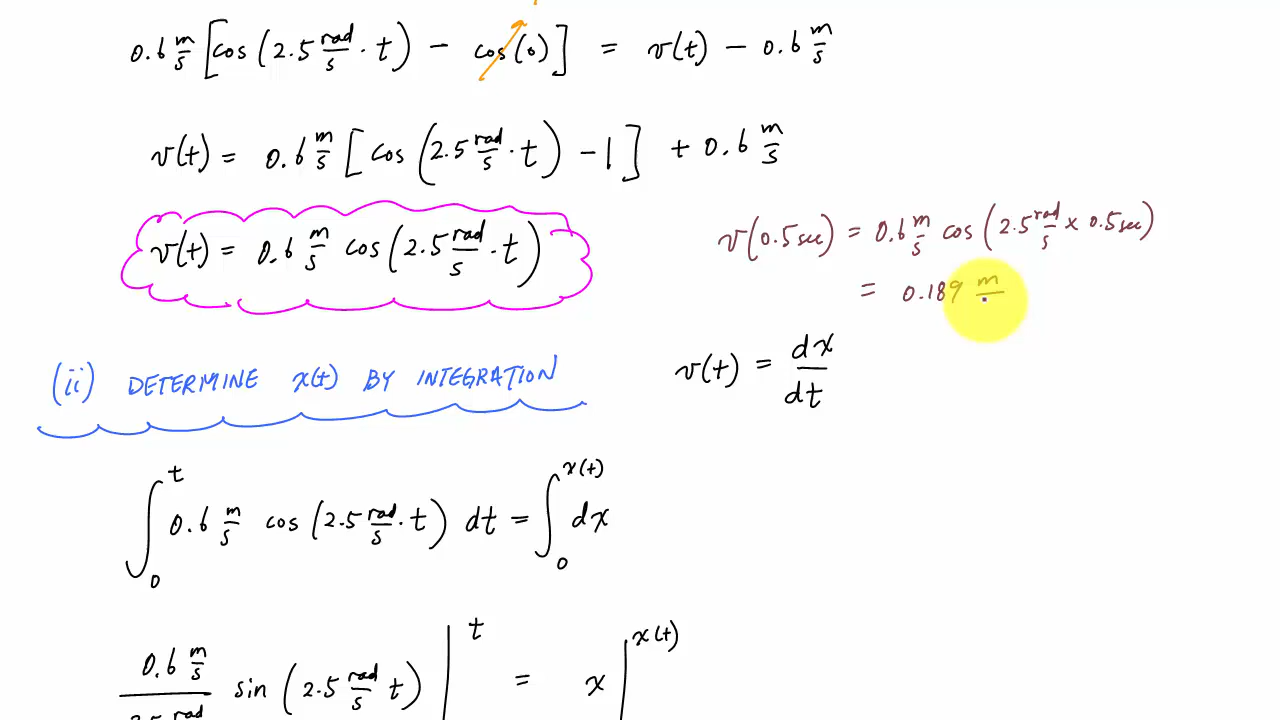 0.6 m/s [cos (2.5 rad/s · t) − cos (0)] = v(t) − 0.6 m/s
v(t) = 0.6 m/s [cos (2.5 rad/s · t) − 1] + 0.6 m/s
v(t) = 0.6 m/s cos (2.5 rad/s · t)
v(0.5 sec) = 0.6 m/s cos (2.5 rad/s × 0.5 sec)
= 0.189 m
v(t) = dx/dt
(ii) DETERMINE x(t) BY INTEGRATION
∫₀ᵗ 0.6 m/s cos (2.5 rad/s · t) dt = ∫₀^x(t) dx
0.6 m/s / 2.5 rad sin (2.5 rad/s t) |^t = x |^x(t)